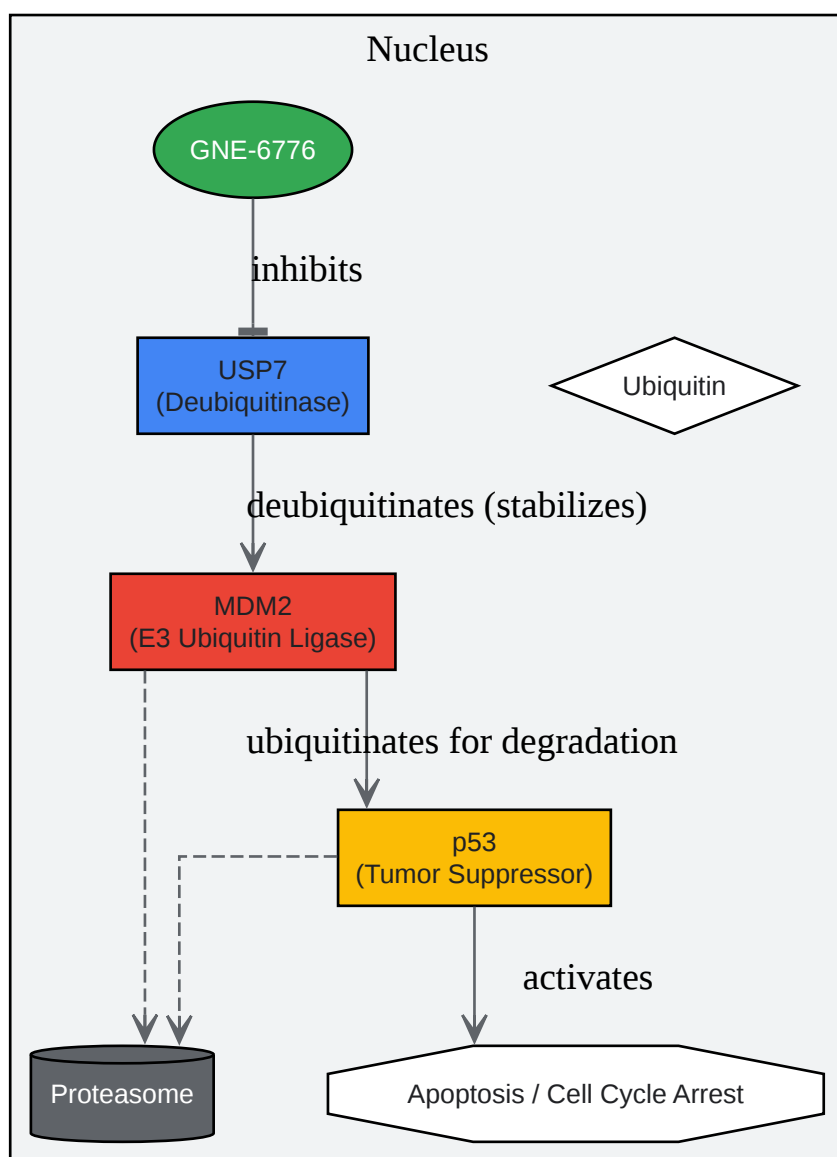 Nucleus
GNE-6776
inhibits
USP7
(Deubiquitinase)
Ubiquitin
deubiquitinates (stabilizes)
MDM2
(E3 Ubiquitin Ligase)
ubiquitinates for degradation
p53
(Tumor Suppressor)
activates
Proteasome
Apoptosis / Cell Cycle Arrest